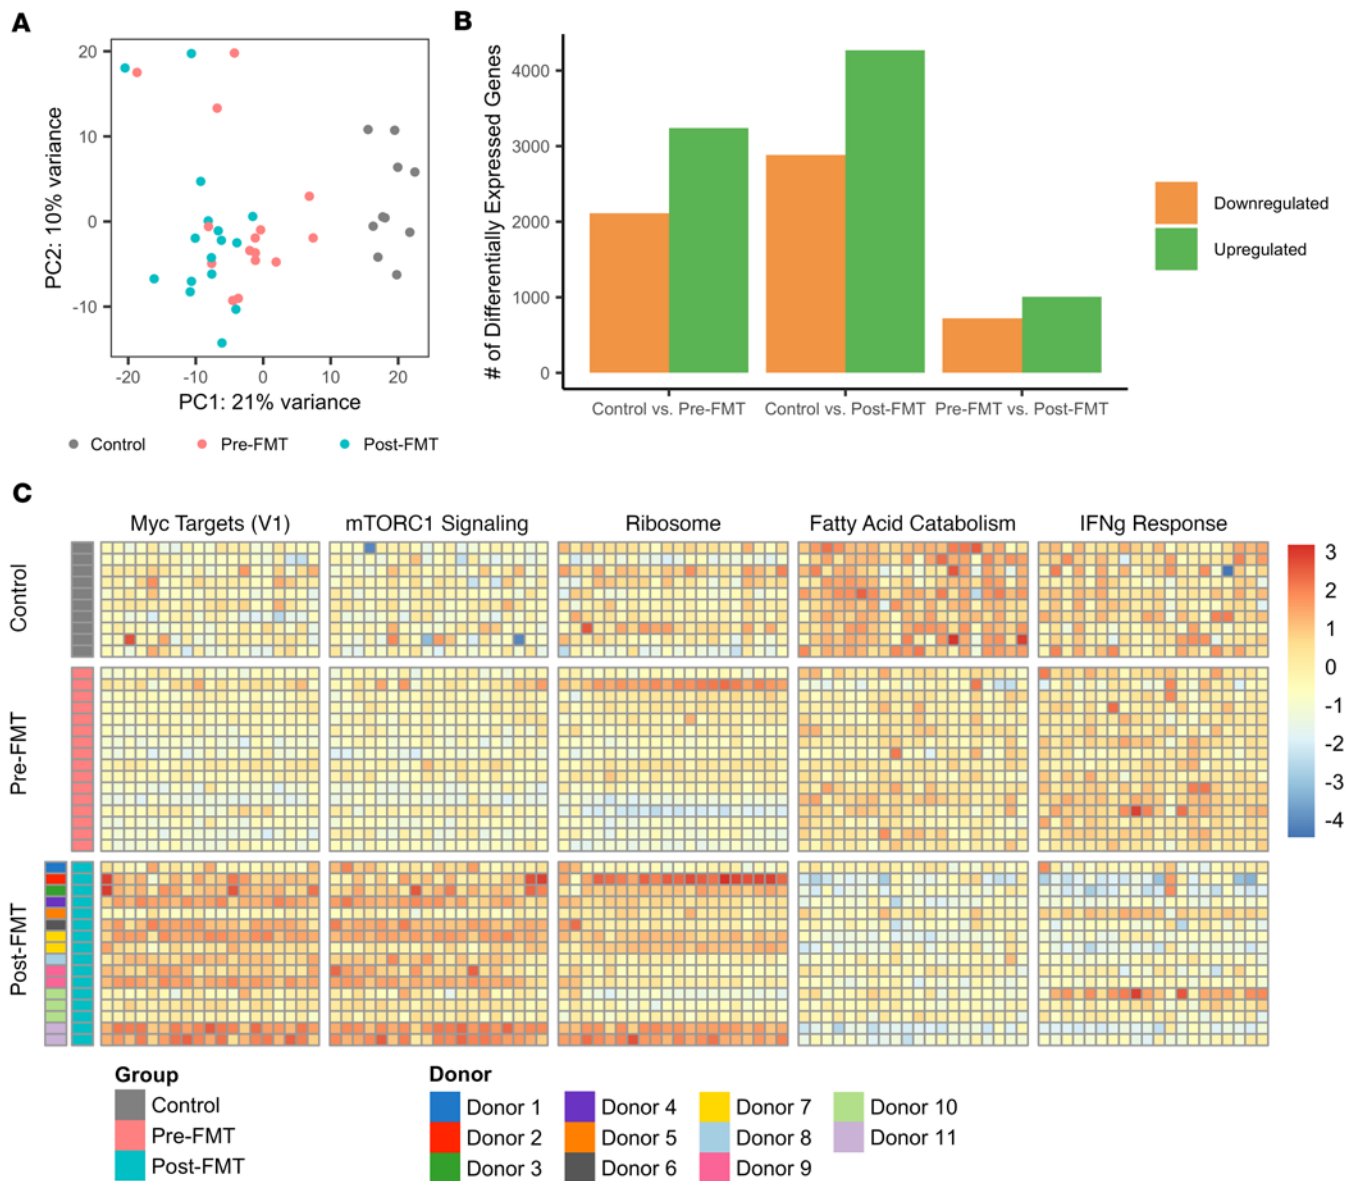 A
PC2: 10% variance
20
10
0
-10
-20
-10
0
10
20
PC1: 21% variance
Control
Pre-FMT
Post-FMT
B
# of Differentially Expressed Genes
4000
3000
2000
1000
0
Control vs. Pre-FMT
Control vs. Post-FMT
Pre-FMT vs. Post-FMT
Downregulated
Upregulated
C
Myc Targets (V1)
mTORC1 Signaling
Ribosome
Fatty Acid Catabolism
IFNg Response
Control
Pre-FMT
Post-FMT
3
2
1
0
-1
-2
-3
-4
Group
Control
Pre-FMT
Post-FMT
Donor
Donor 1
Donor 2
Donor 3
Donor 4
Donor 5
Donor 6
Donor 7
Donor 8
Donor 9
Donor 10
Donor 11